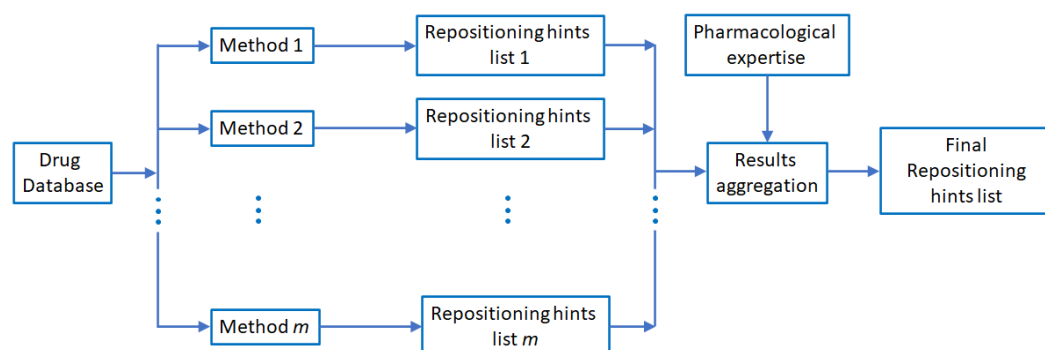 Method 1
Repositioning hints
list 1
Pharmacological
expertise
Method 2
Repositioning hints
list 2
Drug
Database
Results
aggregation
Final
Repositioning
hints list
Method m
Repositioning hints
list m